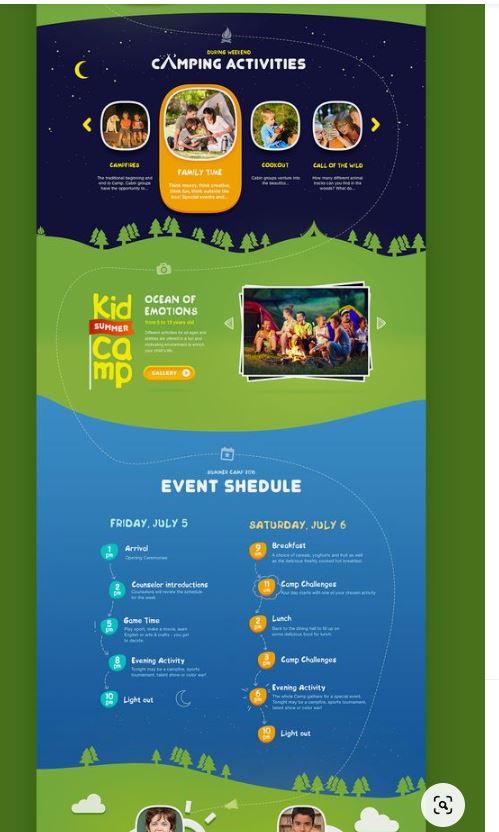 DURING WEEKEND
CAMPING ACTIVITIES
CAMPFIRES
The traditional beginning and
end to Camp. Cabin groups
have the opportunity to...
FAMILY TIME
Think messy, think creative,
think fun, think outside the
box! Special events and...
COOKOUT
Cabin groups venture into
the beautiful...
CALL OF THE WILD
How many different animal
tracks can you find in the
woods? What do...
Kid
SUMMER
ca
mp
OCEAN OF
EMOTIONS
from 5 to 13 years old
Different activities for all ages and
abilities are offered in a fun and
motivating environment to enrich
your child's life.
GALLERY
SUMMER CAMP 2016
EVENT SHEDULE
FRIDAY, JULY 5
1 pm
Arrival
Opening Ceremonies
2 pm
Counselor introductions
Counselors will review the schedule
for the week.
5 pm
Game Time
Play sport, make a movie, learn
English or arts & crafts - you get
to decide.
8 pm
Evening Activity
Tonight may be a campfire, sports
tournament, talent show or color war!
10 pm
Light out
SATURDAY, JULY 6
9 am
Breakfast
A choice of cereals, yoghurts and fruit as well
as the delicious freshly cooked hot breakfast.
11 am
Camp Challenges
Your day starts with one of your chosen activity
2 pm
Lunch
Back to the dining hall to fill up on
some delicious food for lunch.
3 pm
Camp Challenges
6 pm
Evening Activity
The whole Camp gathers for a special event.
Tonight may be a campfire, sports tournament,
talent show or color war!
10 pm
Light out